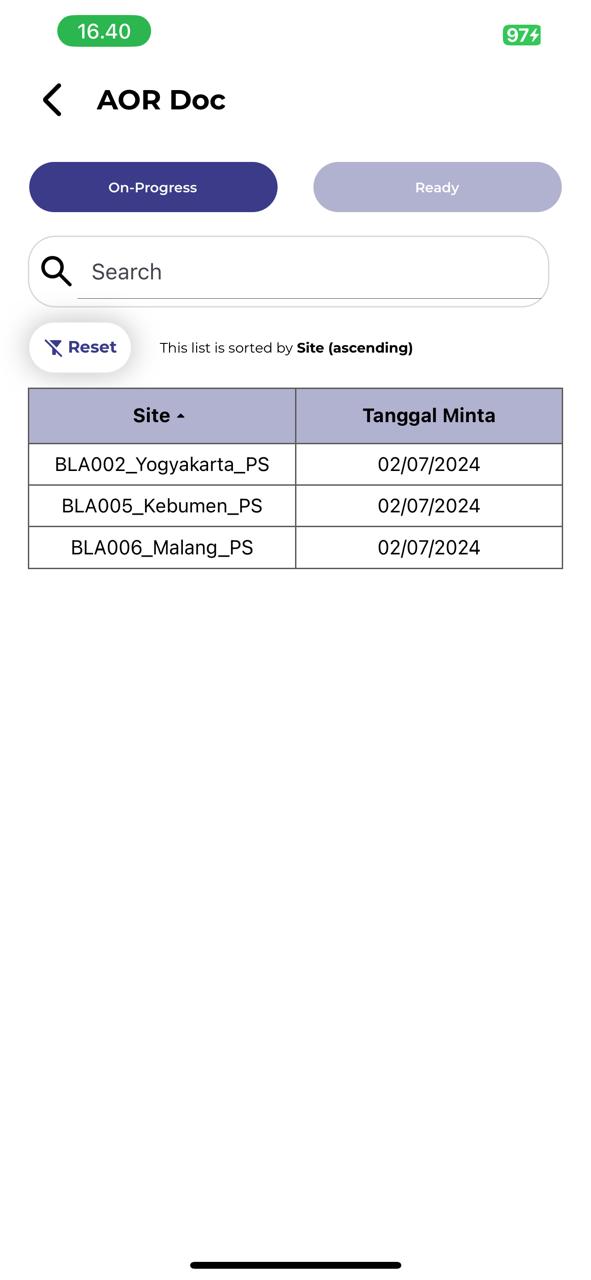 16.40
97
AOR Doc
On-Progress Ready
Search
Reset This list is sorted by Site (ascending)
Site Tanggal Minta
BLA002_Yogyakarta_PS 02/07/2024
BLA005_Kebumen_PS 02/07/2024
BLA006_Malang_PS 02/07/2024